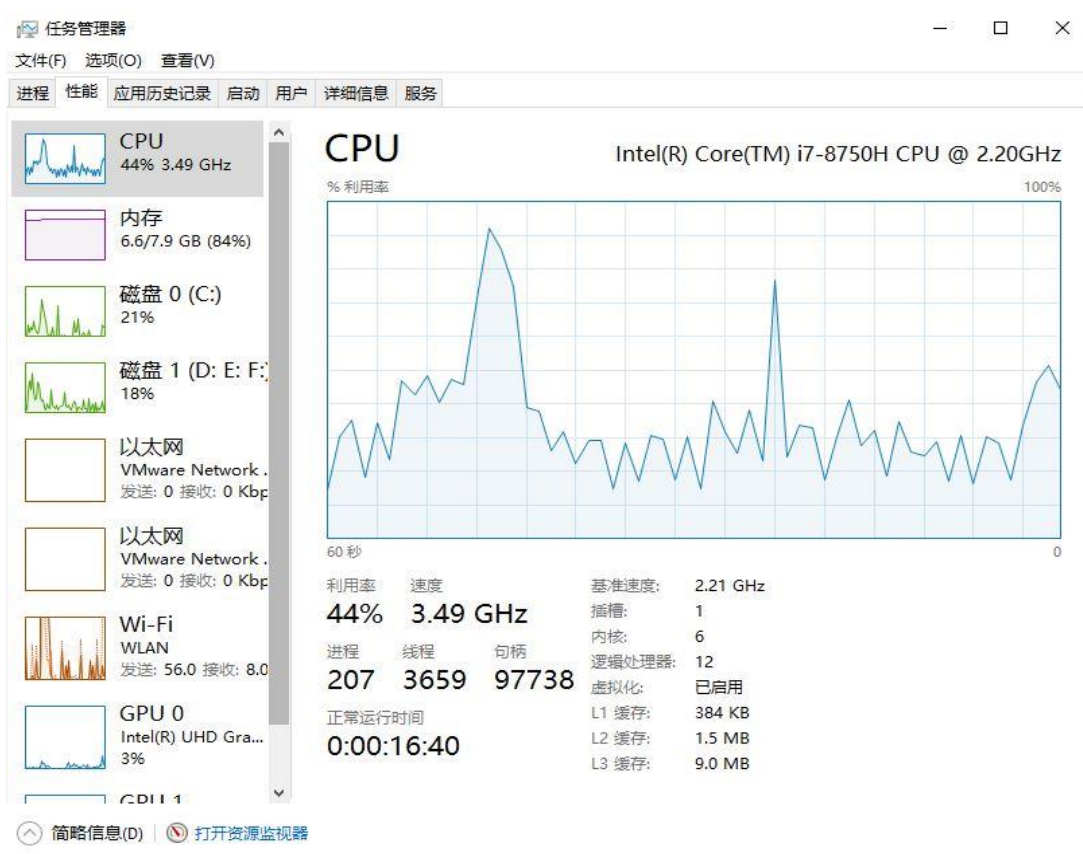 任务管理器
文件(F) 选项(O) 查看(V)
进程 性能 应用历史记录 启动 用户 详细信息 服务
CPU
44% 3.49 GHz
内存
6.6/7.9 GB (84%)
磁盘 0 (C:)
21%
磁盘 1 (D: E: F:)
18%
以太网
VMware Network .
发送: 0 接收: 0 Kbp
以太网
VMware Network .
发送: 0 接收: 0 Kbp
Wi-Fi
WLAN
发送: 56.0 接收: 8.0
GPU 0
Intel(R) UHD Gra...
3%
GPU 1
CPU Intel(R) Core(TM) i7-8750H CPU @ 2.20GHz
% 利用率 100%
60 秒 0
利用率 速度
44% 3.49 GHz
进程 线程 句柄
207 3659 97738
正常运行时间
0:00:16:40
基准速度: 2.21 GHz
插槽: 1
内核: 6
逻辑处理器: 12
虚拟化: 已启用
L1 缓存: 384 KB
L2 缓存: 1.5 MB
L3 缓存: 9.0 MB
简略信息(D) 打开资源监视器